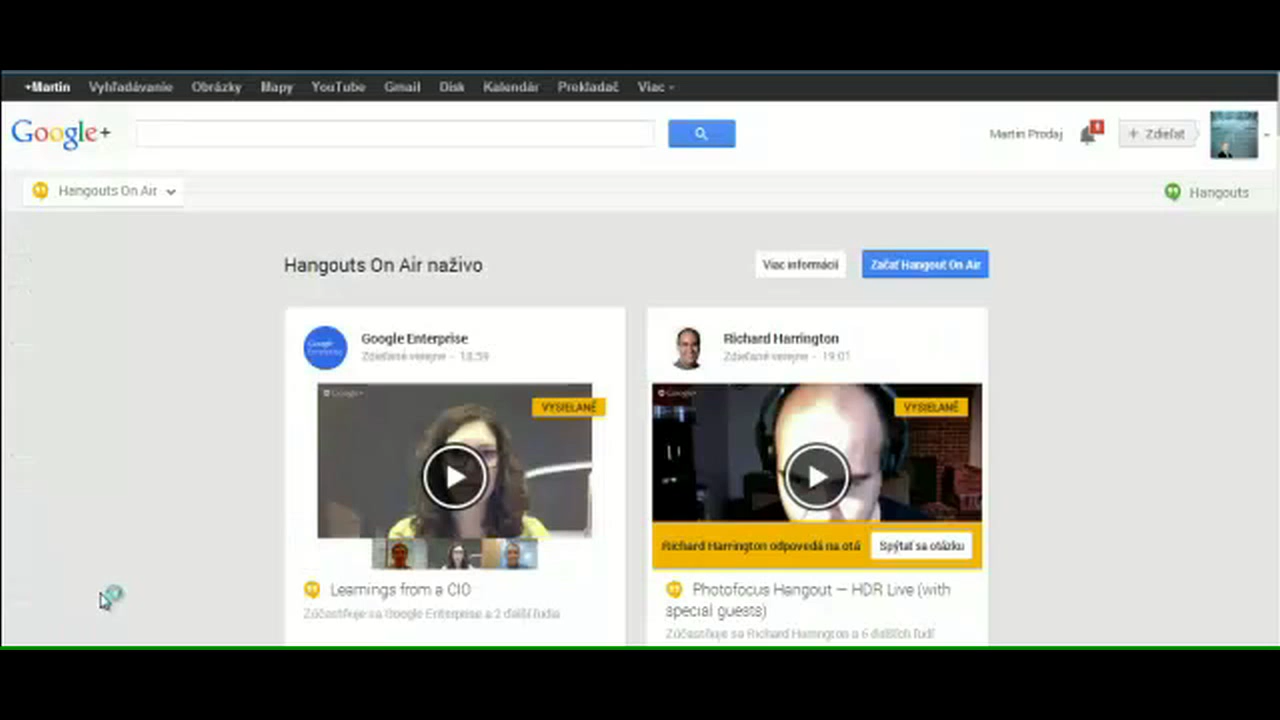 +Martin Vyhľadávanie Obrázky Mapy YouTube Gmail Disk Kalendár Prekladač Viac
Google+
Martin Prodaj
+ Zdieľať
Hangouts On Air
Hangouts
Hangouts On Air naživo
Viac informácií
Začať Hangout On Air
Google Enterprise
Zdieľané verejne - 18:59
Richard Harrington
Zdieľané verejne - 19:01
Google+
VYSIELANÉ
Google+
VYSIELANÉ
Richard Harrington odpovedá na otá
Spýtať sa otázku
Learnings from a CIO
Zúčastňuje sa Google Enterprise a 2 ďalší ľudia
Photofocus Hangout — HDR Live (with
special guests)
Zúčastňuje sa Richard Harrington a 6 ďalších ľudí